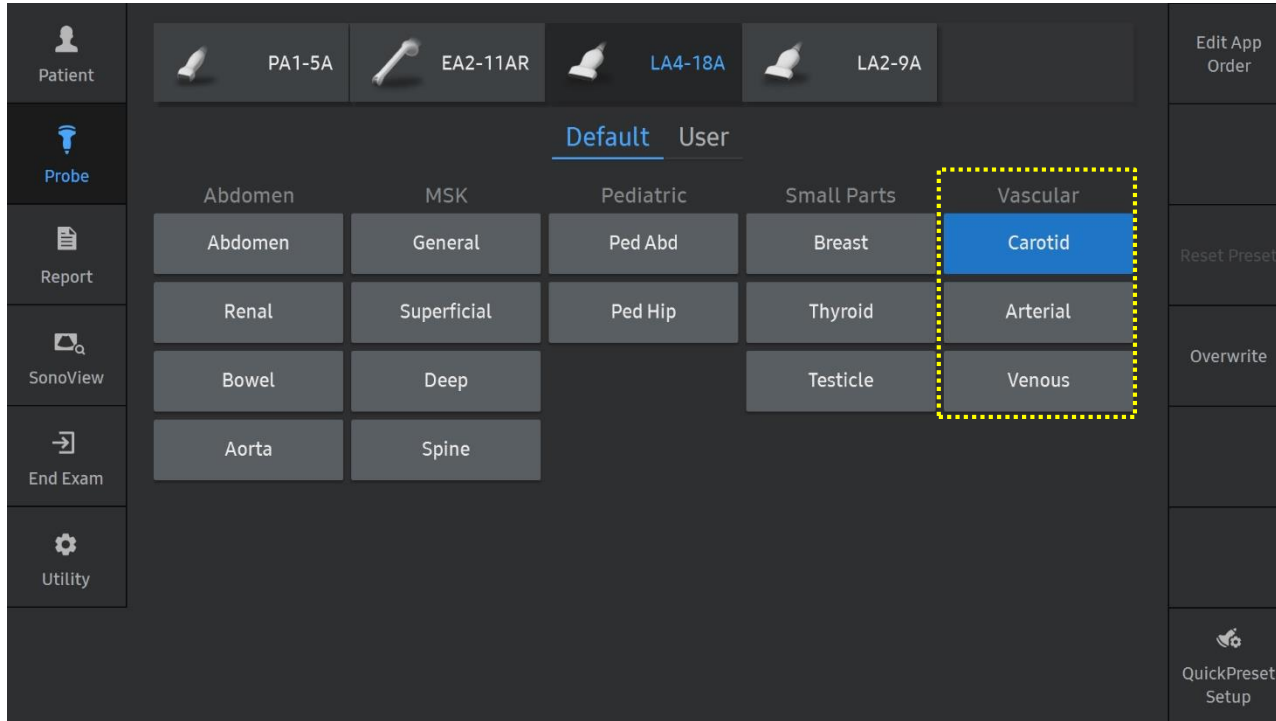 Patient
Probe
Report
SonoView
End Exam
Utility
PA1-5A EA2-11AR LA4-18A LA2-9A
Default User
Abdomen MSK Pediatric Small Parts Vascular
Abdomen General Ped Abd Breast Carotid
Renal Superficial Ped Hip Thyroid Arterial
Bowel Deep Testicle Venous
Aorta Spine
Edit App
Order
Reset Preset
Overwrite
QuickPreset
Setup